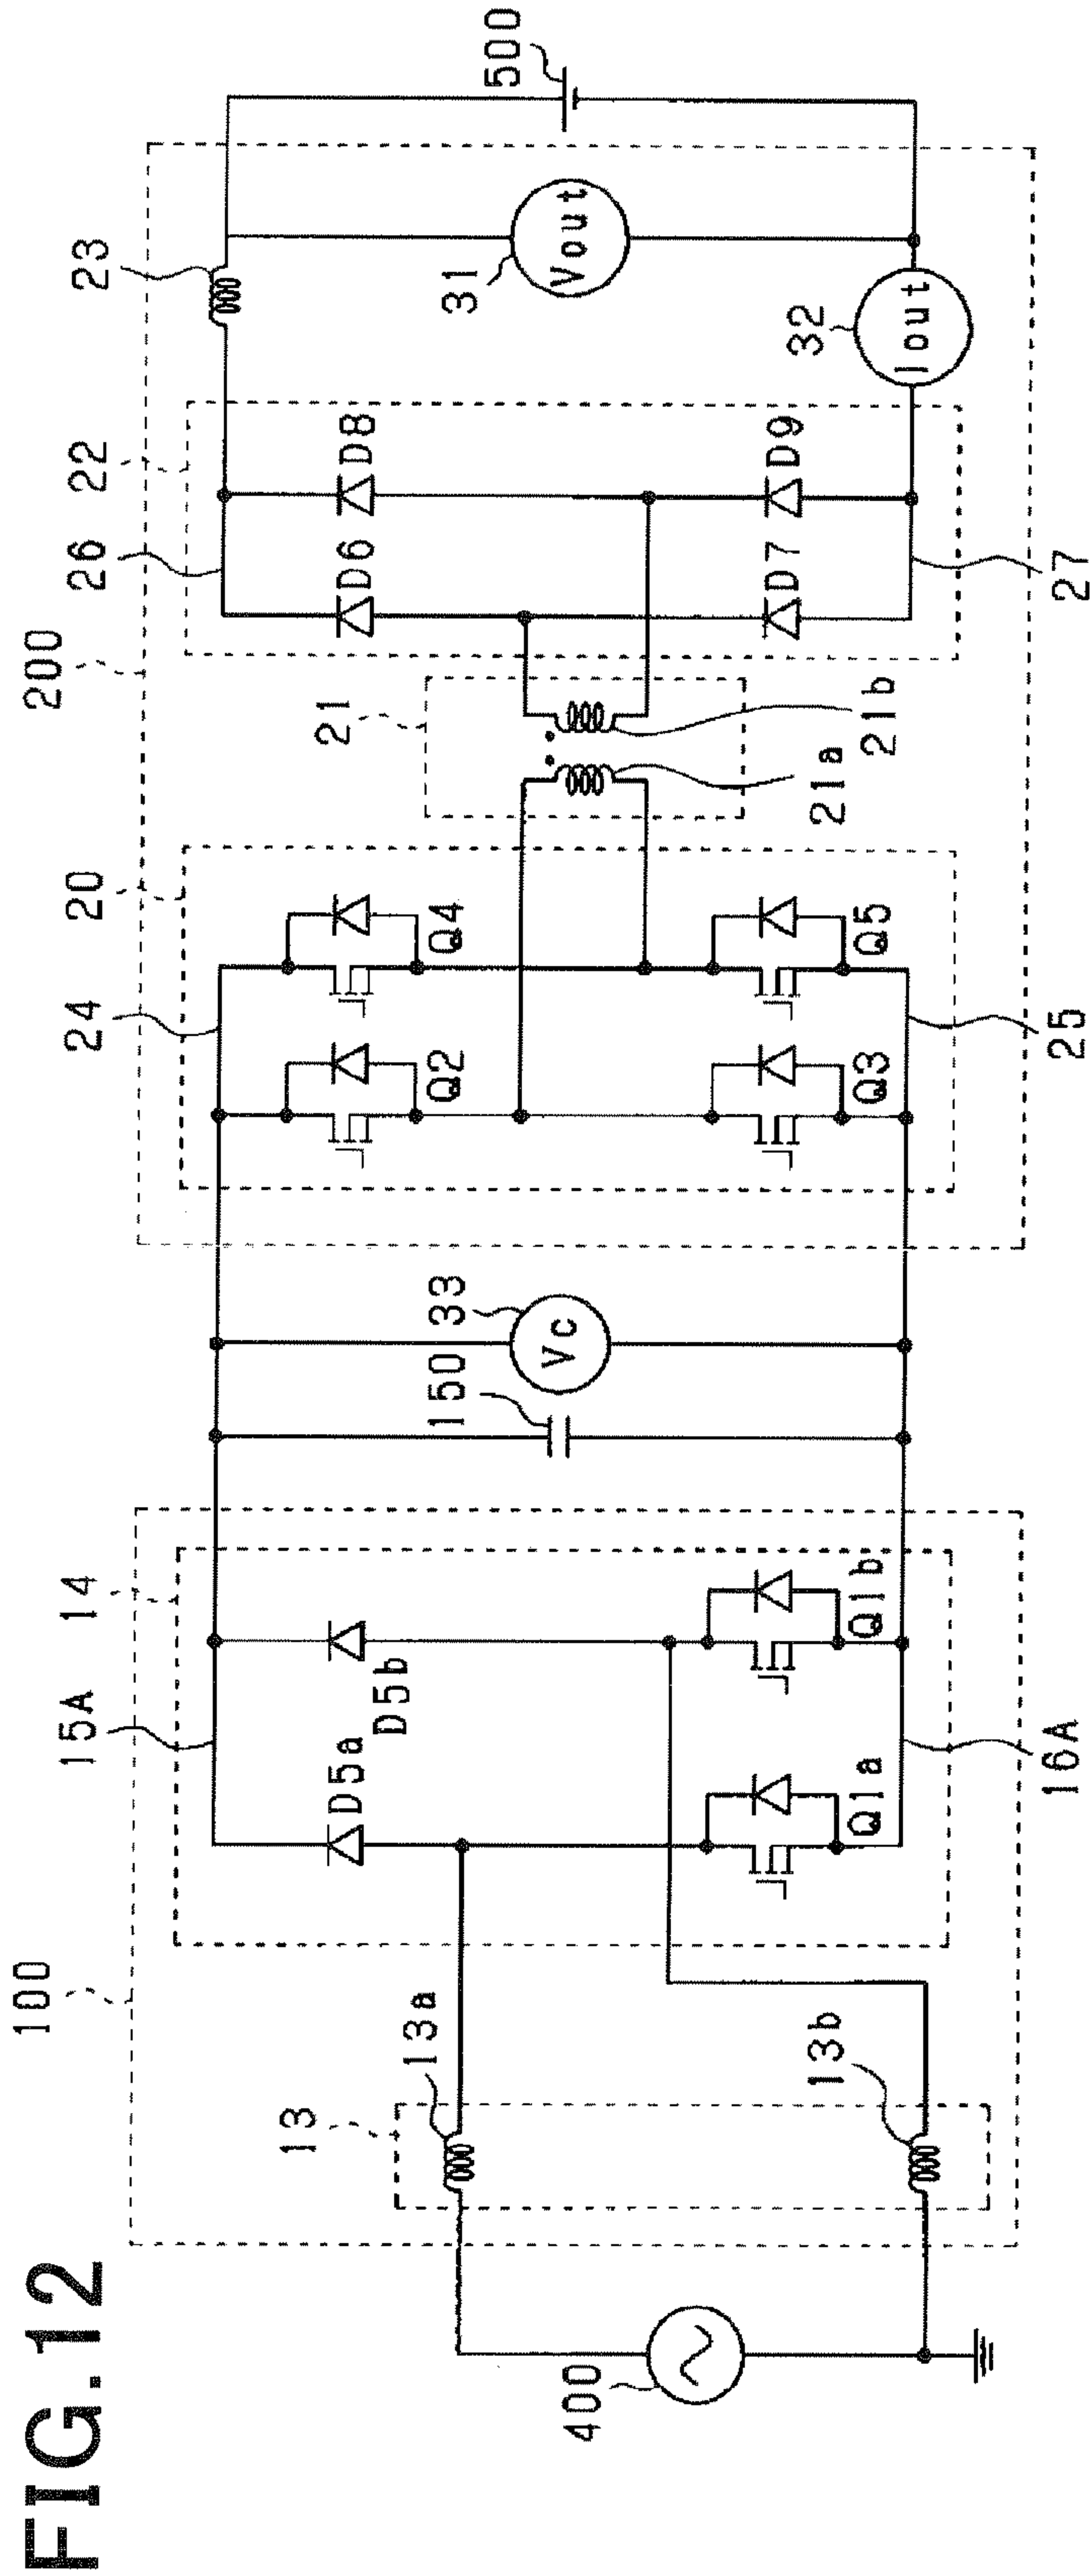 FIG.12
100
13
13a
13b
400
14
15A
D5a
D5b
Q1a
Q1b
16A
150
33
Vc
200
20
24
Q2
Q4
Q3
Q5
25
21
21a
21b
22
26
D6
D8
D7
D9
27
23
31
Vout
32
Iout
500